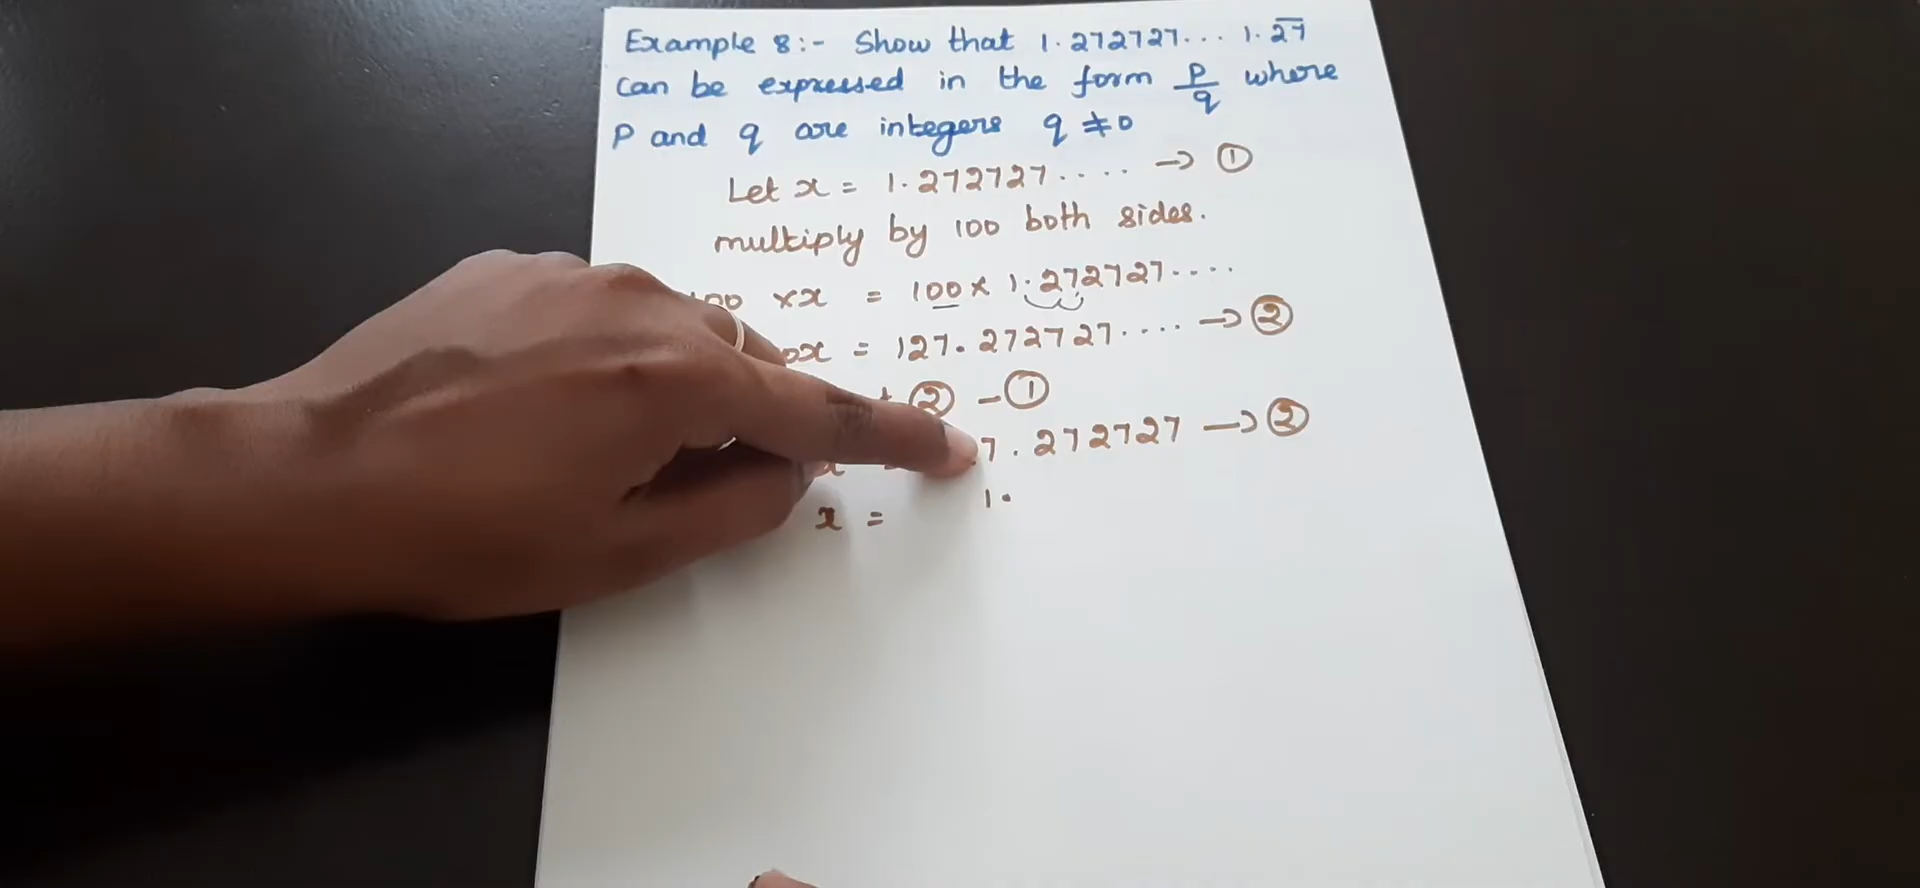 Example 8:- Show that 1.272727... 1.2̅7̅
can be expressed in the form p/q where
P and q are integers q ≠ 0
Let x = 1.272727.... → ①
multiply by 100 both sides.
×x = 100 × 1.272727....
x = 127.272727.... → ②
② - ①
7.272727 → ②
x = 1.